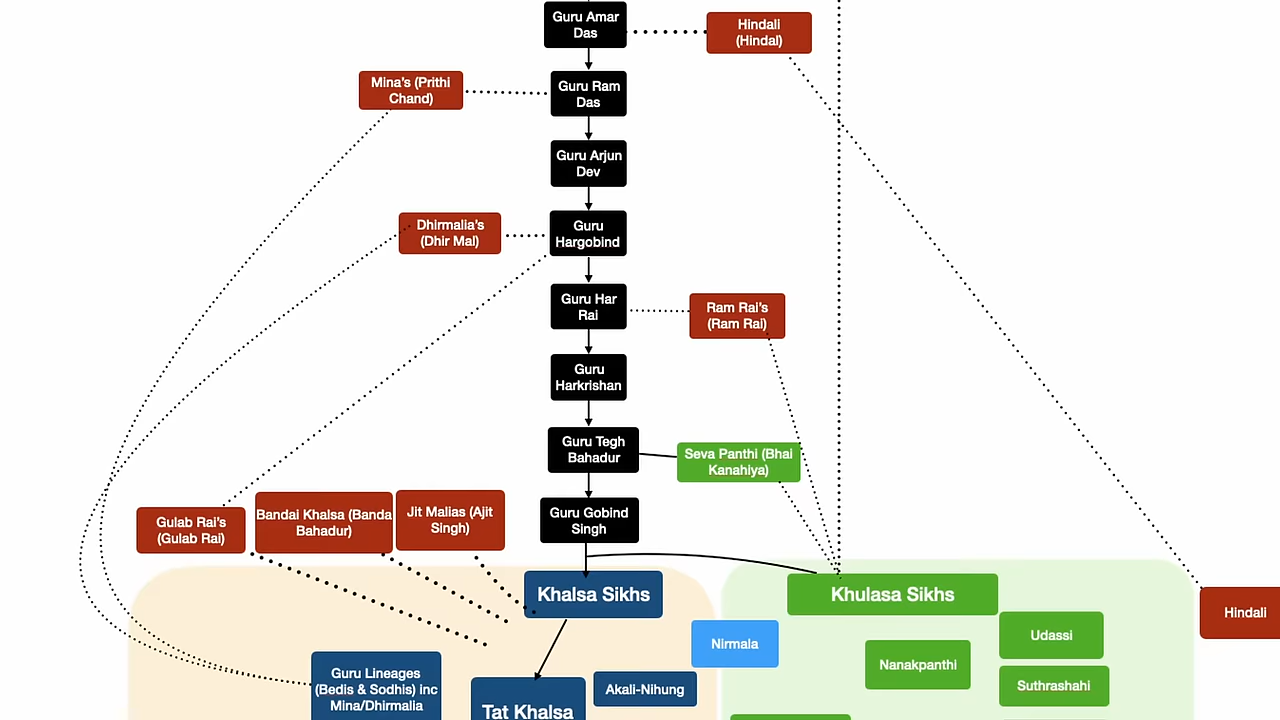 Guru Amar
Das
Hindali
(Hindal)
Mina's (Prithi
Chand)
Guru Ram
Das
Guru Arjun
Dev
Dhirmalia's
(Dhir Mal)
Guru
Hargobind
Guru Har
Rai
Ram Rai's
(Ram Rai)
Guru
Harkrishan
Guru Tegh
Bahadur
Seva Panthi (Bhai
Kanahiya)
Gulab Rai's
(Gulab Rai)
Bandai Khalsa (Banda
Bahadur)
Jit Malias (Ajit
Singh)
Guru Gobind
Singh
Khalsa Sikhs
Khulasa Sikhs
Hindali
Nirmala
Udassi
Nanakpanthi
Suthrashahi
Guru Lineages
(Bedis & Sodhis) inc
Mina/Dhirmalia
Tat Khalsa
Akali-Nihung